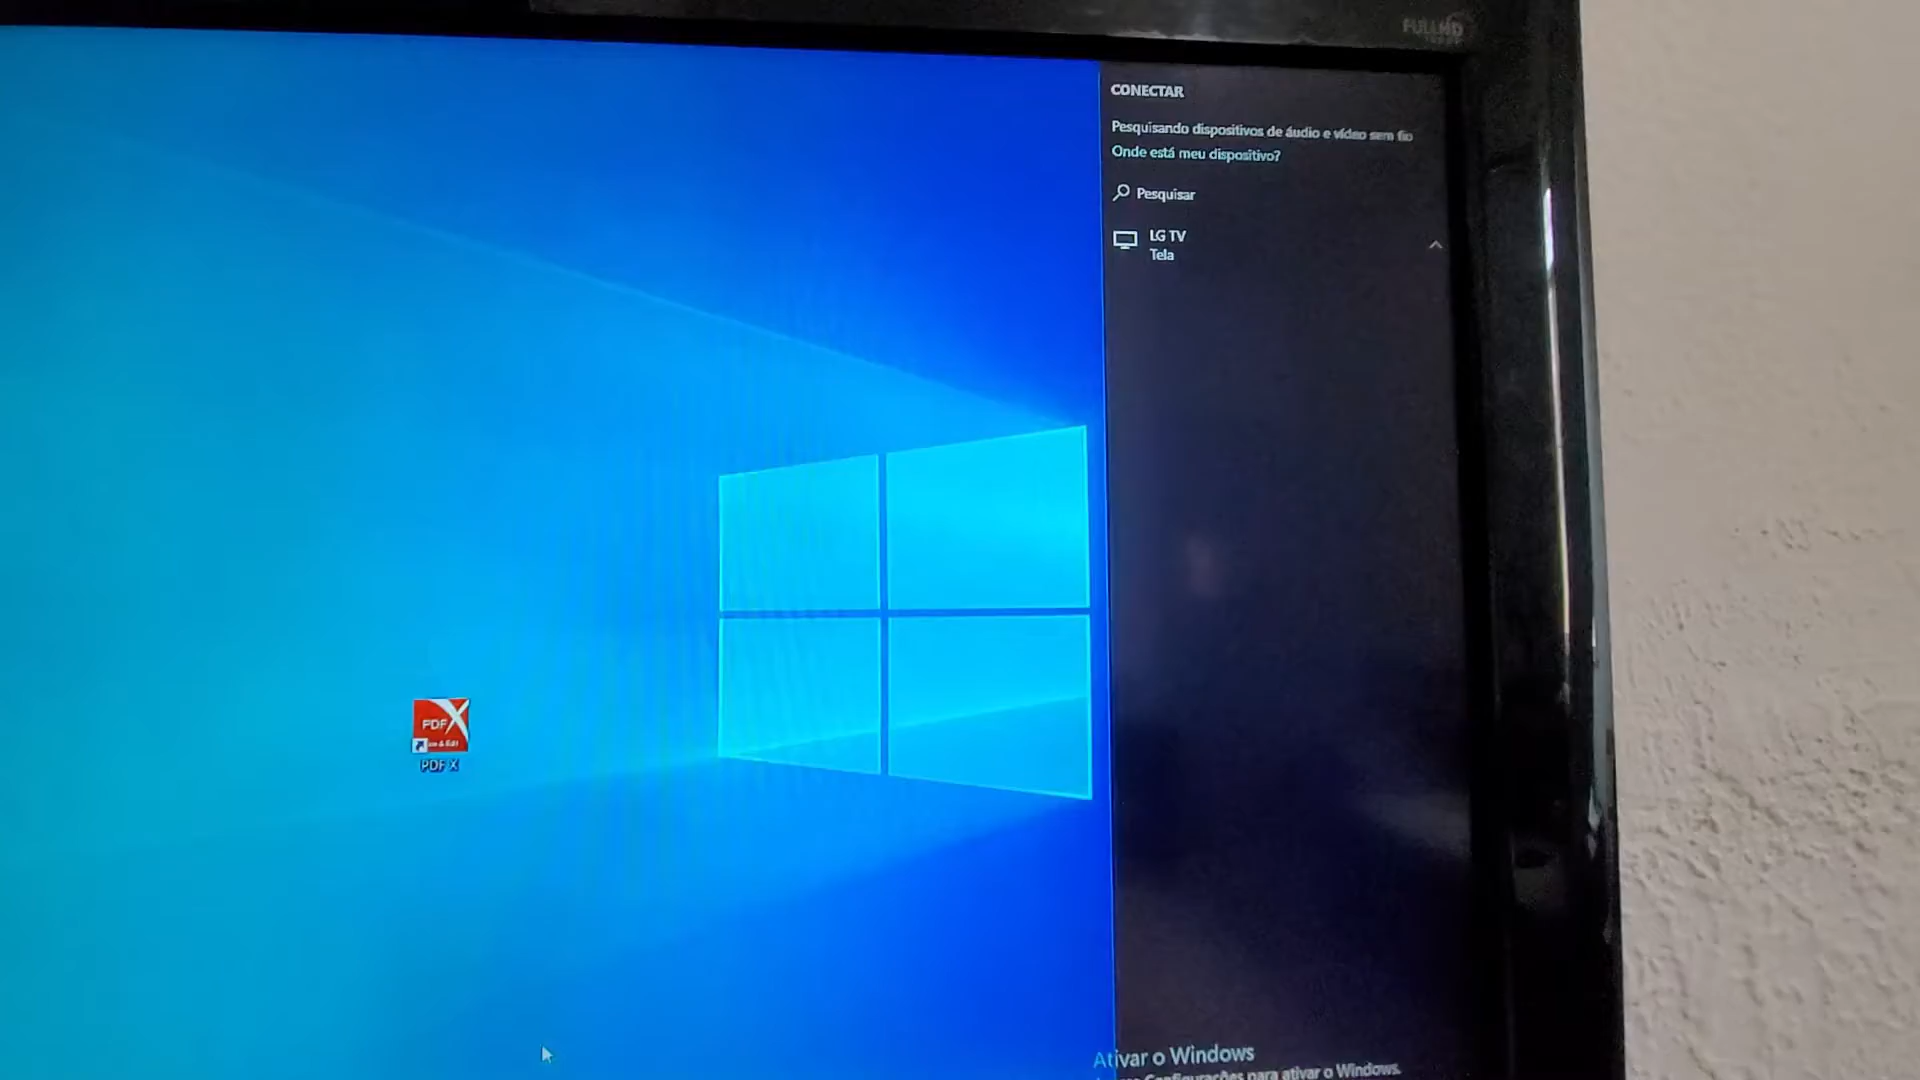 FULLHD
CONECTAR
Pesquisando dispositivos de áudio e vídeo sem fio
Onde está meu dispositivo?
Pesquisar
LG TV
Tela
PDF
PDF X
Ativar o Windows
Configurações para ativar o Windows.